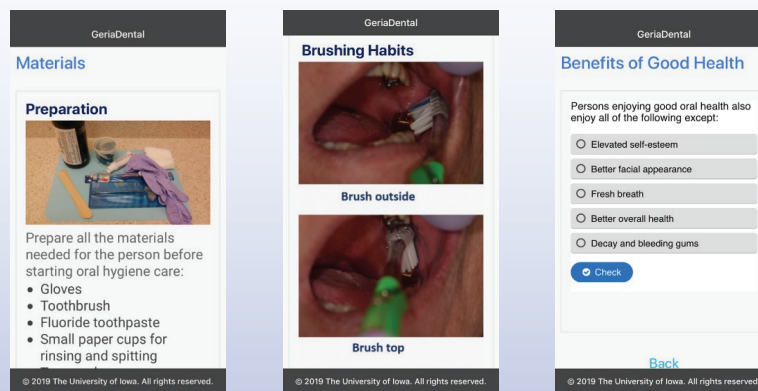 GeriaDental
Materials
Preparation
Prepare all the materials
needed for the person before
starting oral hygiene care:
• Gloves
• Toothbrush
• Fluoride toothpaste
• Small paper cups for
rinsing and spitting
© 2019 The University of Iowa. All rights reserved.
GeriaDental
Brushing Habits
Brush outside
Brush top
© 2019 The University of Iowa. All rights reserved.
GeriaDental
Benefits of Good Health
Persons enjoying good oral health also
enjoy all of the following except:
Elevated self-esteem
Better facial appearance
Fresh breath
Better overall health
Decay and bleeding gums
Check
Back
© 2019 The University of Iowa. All rights reserved.